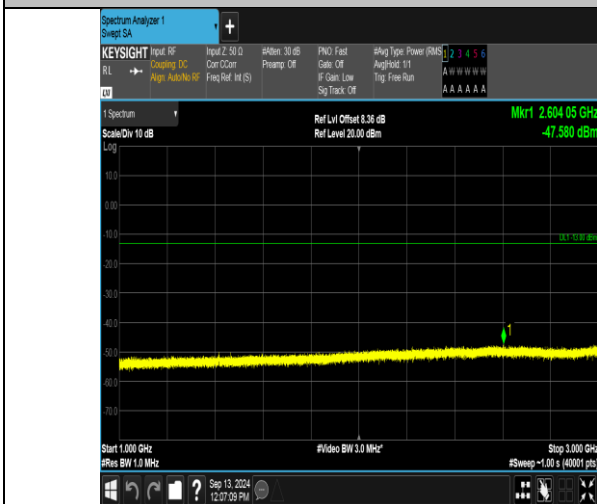 Spectrum Analyzer 1
Swept SA
+
KEYSIGHT
RL
LXI
Input: RF
Coupling: DC
Align: Auto/No RF
Input Z: 50 Ω
Corr CCorr
Freq Ref: Int (S)
#Atten: 30 dB
Preamp: Off
PNO: Fast
Gate: Off
IF Gain: Low
Sig Track: Off
#Avg Type: Power (RMS
Avg|Hold: 1/1
Trig: Free Run
1 2 3 4 5 6
A W W W W W
A A A A A A
1 Spectrum
Scale/Div 10 dB
Log
Ref Lvl Offset 8.36 dB
Ref Level 20.00 dBm
Mkr1 2.604 05 GHz
-47.580 dBm
10.0
0.00
-10.0
UL1 -13.00 dBm
-20.0
-30.0
-40.0
1
-50.0
-60.0
-70.0
Start 1.000 GHz
#Res BW 1.0 MHz
#Video BW 3.0 MHz*
Stop 3.000 GHz
#Sweep ~1.00 s (40001 pts)
?
Sep 13, 2024
12:07:09 PM